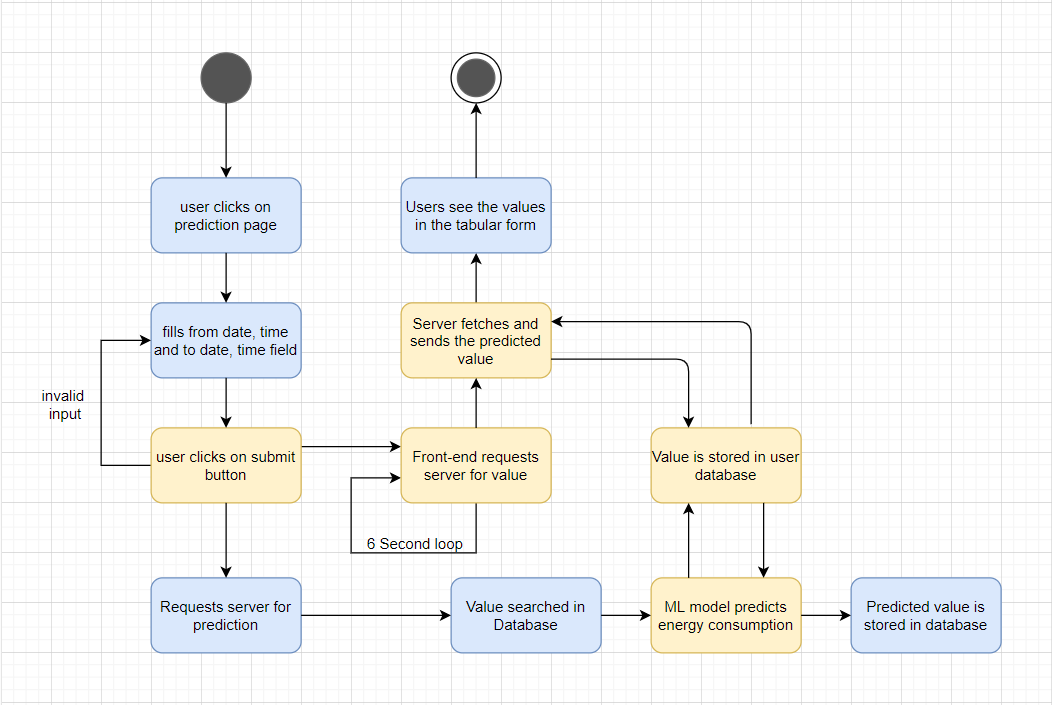 user clicks on
prediction page
Users see the values
in the tabular form
fills from date, time
and to date, time field
Server fetches and
sends the predicted
value
invalid
input
user clicks on submit
button
Front-end requests
server for value
Value is stored in user
database
6 Second loop
Requests server for
prediction
Value searched in
Database
ML model predicts
energy consumption
Predicted value is
stored in database